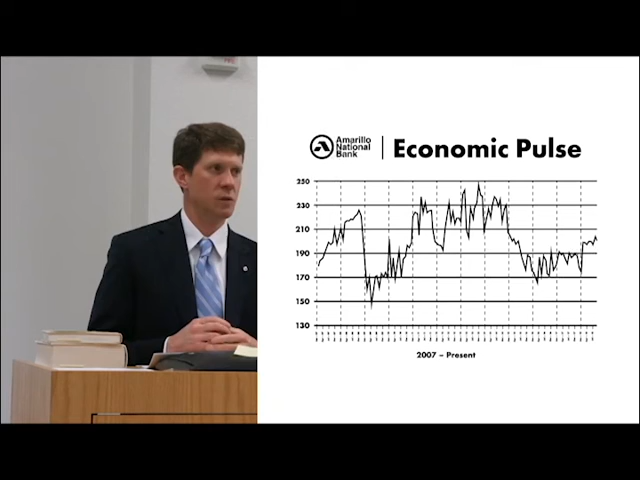 Amarillo
National
Bank
Economic Pulse
250
230
210
190
170
150
130
2007 – Present